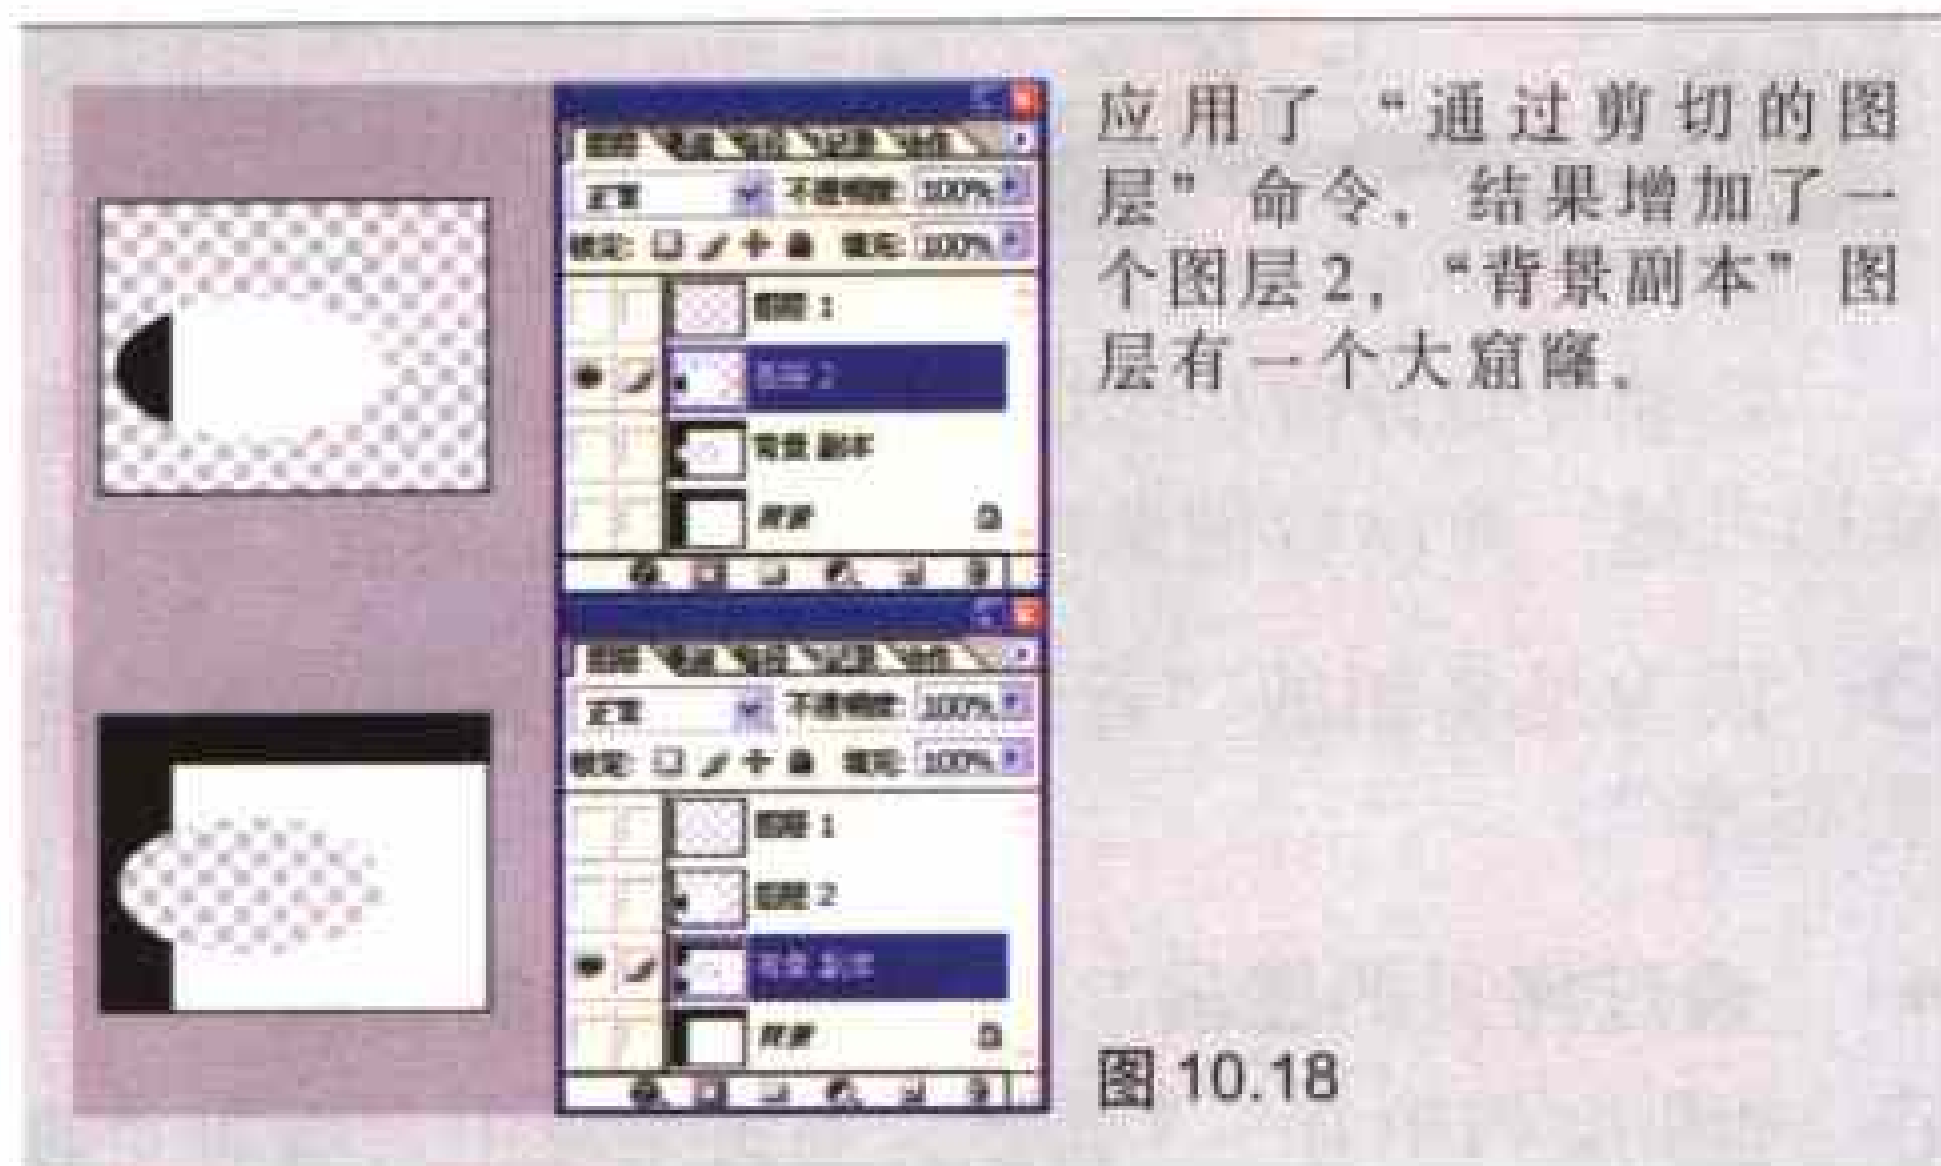 应用了“通过剪切的图
层”命令，结果增加了一
个图层2，“背景副本”图
层有一个大窟窿。
正常 不透明度: 100%
锁定: 填充: 100%
图层 1
图层 2
背景 副本
背景
正常 不透明度: 100%
锁定: 填充: 100%
图层 1
图层 2
背景 副本
背景
图 10.18